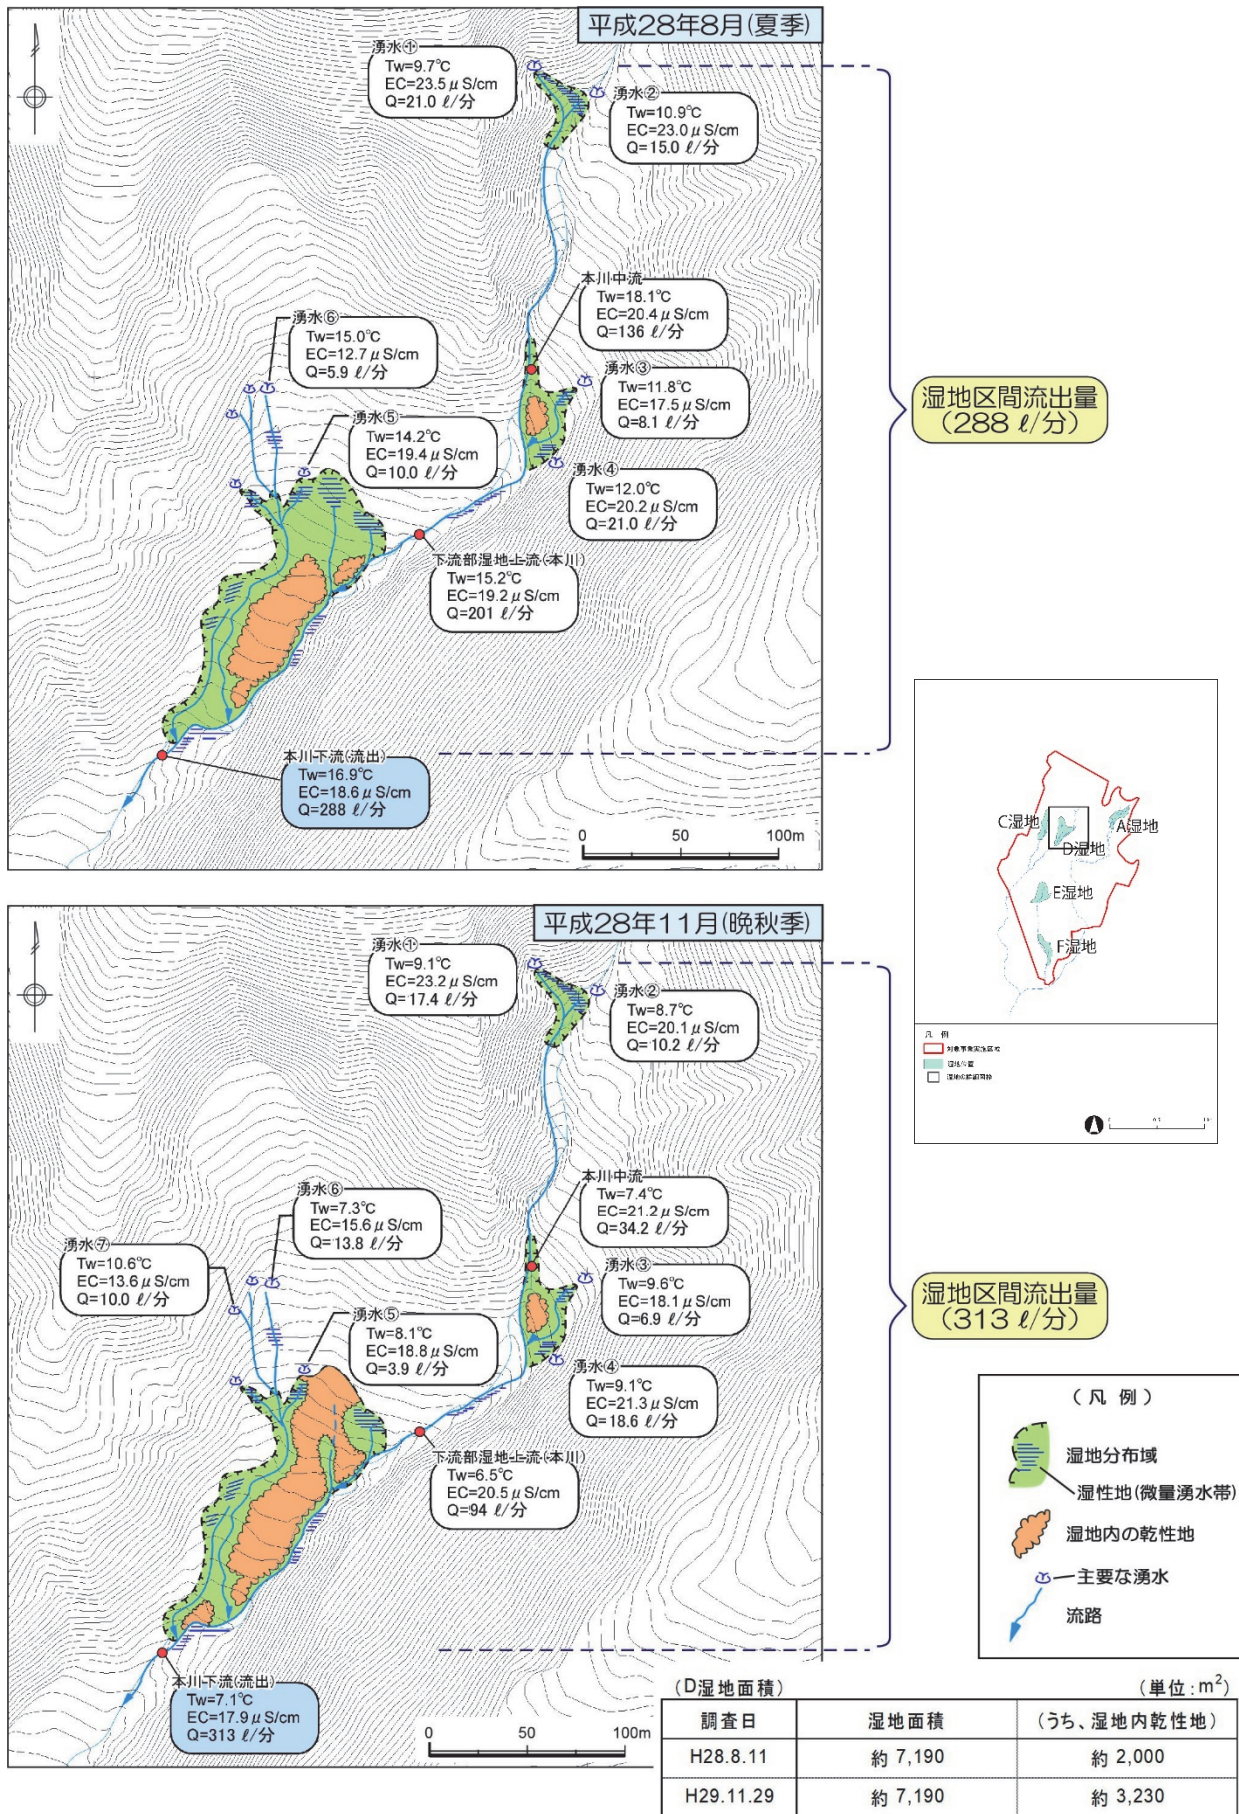 平成28年8月(夏季)
湧水①
Tw=9.7℃
EC=23.5μS/cm
Q=21.0 ℓ/分
湧水②
Tw=10.9℃
EC=23.0μS/cm
Q=15.0 ℓ/分
本川中流
Tw=18.1℃
EC=20.4μS/cm
Q=136 ℓ/分
湧水⑥
Tw=15.0℃
EC=12.7μS/cm
Q=5.9 ℓ/分
湧水③
Tw=11.8℃
EC=17.5μS/cm
Q=8.1 ℓ/分
湧水⑤
Tw=14.2℃
EC=19.4μS/cm
Q=10.0 ℓ/分
湧水④
Tw=12.0℃
EC=20.2μS/cm
Q=21.0 ℓ/分
下流部湿地上流(本川)
Tw=15.2℃
EC=19.2μS/cm
Q=201 ℓ/分
本川下流(流出)
Tw=16.9℃
EC=18.6μS/cm
Q=288 ℓ/分
0 50 100m
湿地区間流出量
(288 ℓ/分)
C湿地
A湿地
D湿地
E湿地
F湿地
凡 例
対象事業実施区域
湿地位置
湿地の詳細図枠
平成28年11月(晩秋季)
湧水①
Tw=9.1℃
EC=23.2μS/cm
Q=17.4 ℓ/分
湧水②
Tw=8.7℃
EC=20.1μS/cm
Q=10.2 ℓ/分
本川中流
Tw=7.4℃
EC=21.2μS/cm
Q=34.2 ℓ/分
湧水⑥
Tw=7.3℃
EC=15.6μS/cm
Q=13.8 ℓ/分
湧水⑦
Tw=10.6℃
EC=13.6μS/cm
Q=10.0 ℓ/分
湧水③
Tw=9.6℃
EC=18.1μS/cm
Q=6.9 ℓ/分
湧水⑤
Tw=8.1℃
EC=18.8μS/cm
Q=3.9 ℓ/分
湧水④
Tw=9.1℃
EC=21.3μS/cm
Q=18.6 ℓ/分
下流部湿地上流(本川)
Tw=6.5℃
EC=20.5μS/cm
Q=94 ℓ/分
本川下流(流出)
Tw=7.1℃
EC=17.9μS/cm
Q=313 ℓ/分
0 50 100m
湿地区間流出量
(313 ℓ/分)
(凡 例)
湿地分布域
湿性地(微量湧水帯)
湿地内の乾性地
主要な湧水
流路
(D湿地面積) (単位:m²)
調査日 湿地面積 (うち、湿地内乾性地)
H28.8.11 約 7,190 約 2,000
H29.11.29 約 7,190 約 3,230